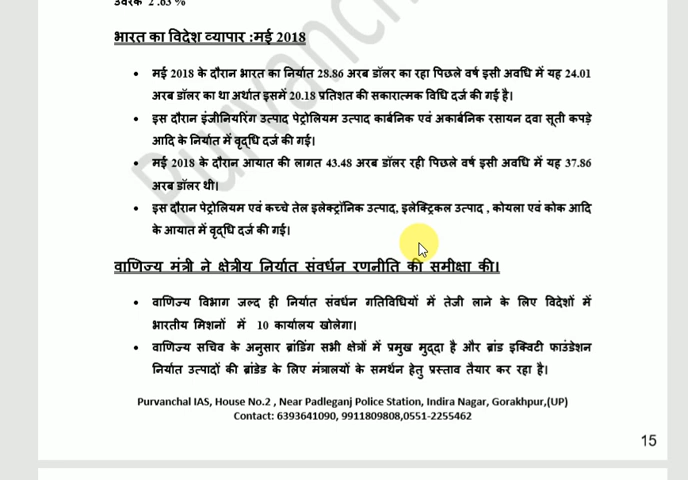 उर्वरक 2.63 %
भारत का विदेश व्यापार :मई 2018
• मई 2018 के दौरान भारत का निर्यात 28.86 अरब डॉलर का रहा पिछले वर्ष इसी अवधि में यह 24.01
अरब डॉलर का था अर्थात इसमें 20.18 प्रतिशत की सकारात्मक विधि दर्ज की गई है।
• इस दौरान इंजीनियरिंग उत्पाद पेट्रोलियम उत्पाद कार्बनिक एवं अकार्बनिक रसायन दवा सूती कपड़े
आदि के निर्यात में वृद्धि दर्ज की गई।
• मई 2018 के दौरान आयात की लागत 43.48 अरब डॉलर रही पिछले वर्ष इसी अवधि में यह 37.86
अरब डॉलर थी।
• इस दौरान पेट्रोलियम एवं कच्चे तेल इलेक्ट्रॉनिक उत्पाद, इलेक्ट्रिकल उत्पाद , कोयला एवं कोक आदि
के आयात में वृद्धि दर्ज की गई।
वाणिज्य मंत्री ने क्षेत्रीय निर्यात संवर्धन रणनीति की समीक्षा की।
• वाणिज्य विभाग जल्द ही निर्यात संवर्धन गतिविधियों में तेजी लाने के लिए विदेशों में
भारतीय मिशनों में 10 कार्यालय खोलेगा।
• वाणिज्य सचिव के अनुसार ब्रांडिंग सभी क्षेत्रों में प्रमुख मुद्दा है और ब्रांड इक्विटी फाउंडेशन
निर्यात उत्पादों की ब्रांडेड के लिए मंत्रालयों के समर्थन हेतु प्रस्ताव तैयार कर रहा है।
Purvanchal IAS, House No.2 , Near Padleganj Police Station, Indira Nagar, Gorakhpur,(UP)
Contact: 6393641090, 9911809808,0551-2255462
15
Purvanch